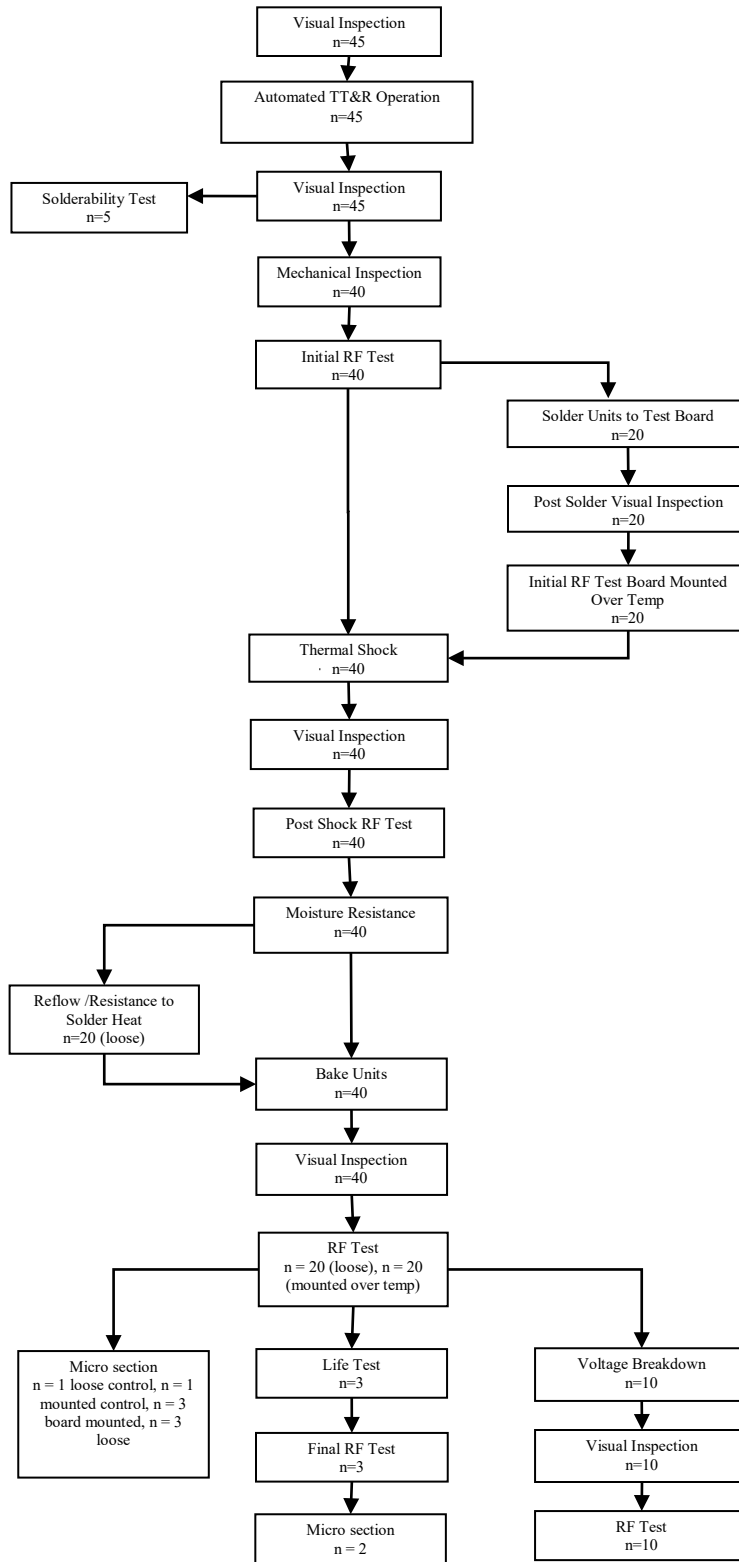 Visual Inspection
n=45
Automated TT&R Operation
n=45
Visual Inspection
n=45
Solderability Test
n=5
Mechanical Inspection
n=40
Initial RF Test
n=40
Solder Units to Test Board
n=20
Post Solder Visual Inspection
n=20
Initial RF Test Board Mounted
Over Temp
n=20
Thermal Shock
n=40
Visual Inspection
n=40
Post Shock RF Test
n=40
Moisture Resistance
n=40
Reflow /Resistance to
Solder Heat
n=20 (loose)
Bake Units
n=40
Visual Inspection
n=40
RF Test
n = 20 (loose), n = 20
(mounted over temp)
Micro section
n = 1 loose control, n = 1
mounted control, n = 3
board mounted, n = 3
loose
Life Test
n=3
Final RF Test
n=3
Micro section
n = 2
Voltage Breakdown
n=10
Visual Inspection
n=10
RF Test
n=10